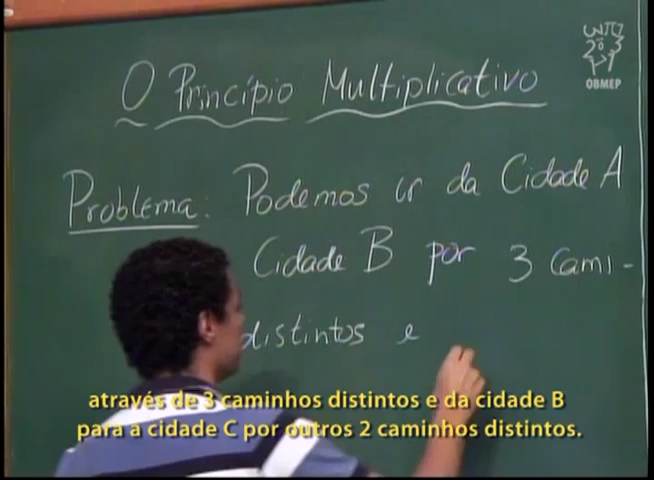 OBMEP
O Princípio Multiplicativo
Problema: Podemos ir da Cidade A
Cidade B por 3 Cami-
distintos e
através de 3 caminhos distintos e da cidade B
para a cidade C por outros 2 caminhos distintos.